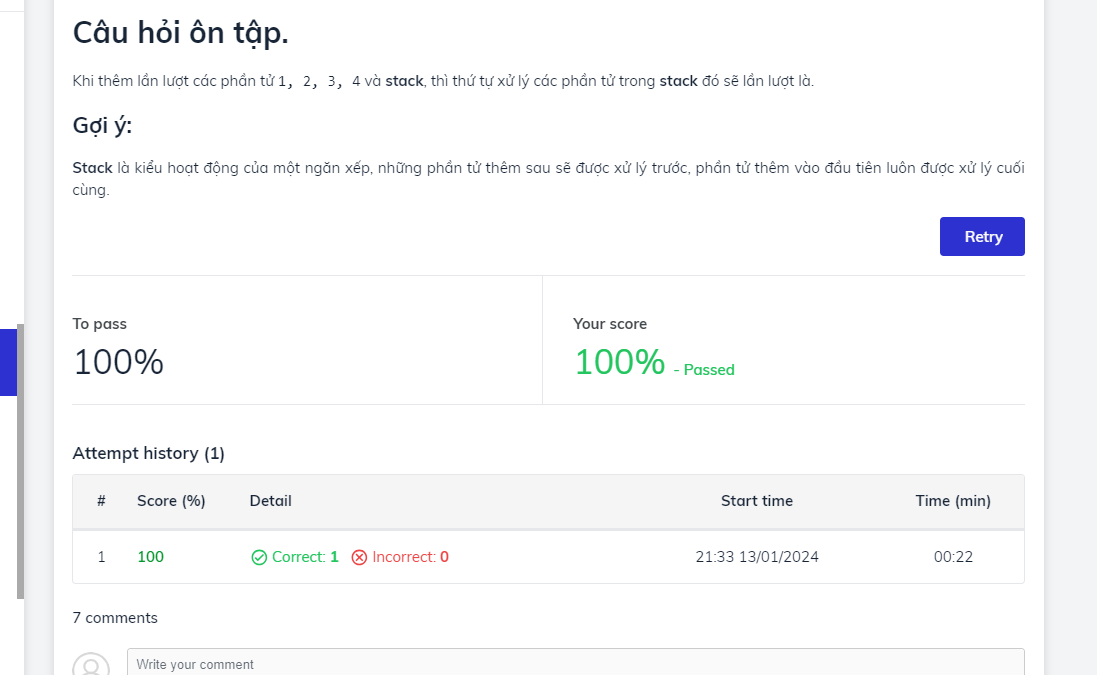 Câu hỏi ôn tập.
Khi thêm lần lượt các phần tử 1, 2, 3, 4 và stack, thì thứ tự xử lý các phần tử trong stack đó sẽ lần lượt là.
Gợi ý:
Stack là kiểu hoạt động của một ngăn xếp, những phần tử thêm sau sẽ được xử lý trước, phần tử thêm vào đầu tiên luôn được xử lý cuối
cùng.
Retry
To pass
100%
Your score
100% - Passed
Attempt history (1)
# Score (%) Detail Start time Time (min)
1 100 Correct: 1 Incorrect: 0 21:33 13/01/2024 00:22
7 comments
Write your comment